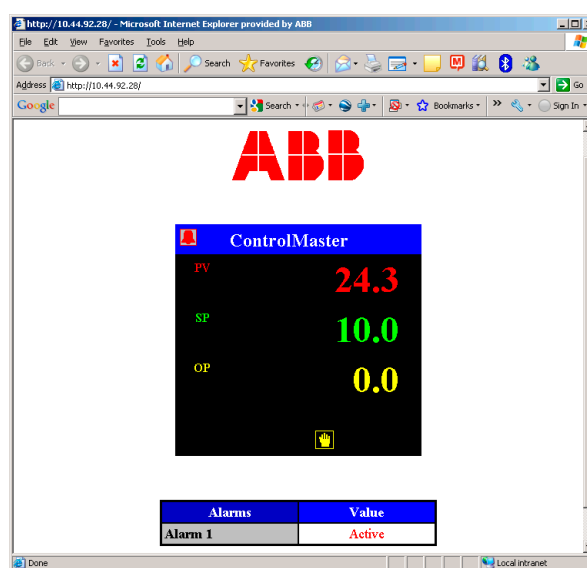 http://10.44.92.28/ - Microsoft Internet Explorer provided by ABB
File Edit View Favorites Tools Help
Back Search Favorites
Address http://10.44.92.28/ Go
Google Search Bookmarks Sign In
ABB
ControlMaster
PV 24.3
SP 10.0
OP 0.0
Alarms Value
Alarm 1 Active
Done Local intranet